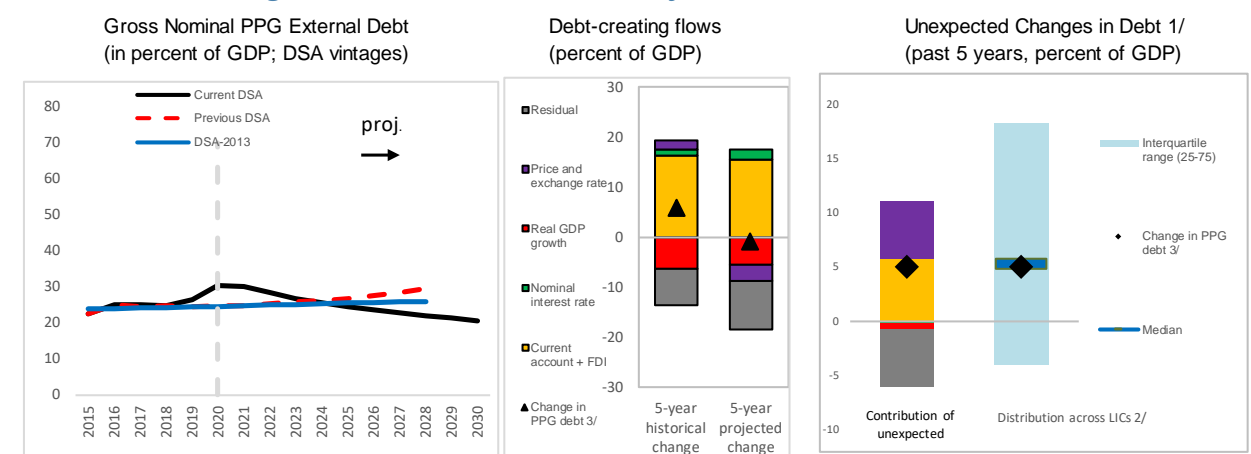 Gross Nominal PPG External Debt
(in percent of GDP; DSA vintages)
80
70
60
50
40
30
20
10
0
Current DSA
Previous DSA
DSA-2013
proj.
2015
2016
2017
2018
2019
2020
2021
2022
2023
2024
2025
2026
2027
2028
2029
2030
Debt-creating flows
(percent of GDP)
Residual
Price and
exchange rate
Real GDP
growth
Nominal
interest rate
Current
account + FDI
Change in
PPG debt 3/
30
20
10
0
-10
-20
-30
5-year
historical
change
5-year
projected
change
Unexpected Changes in Debt 1/
(past 5 years, percent of GDP)
20
15
10
5
0
-5
-10
Interquartile
range (25-75)
Change in PPG
debt 3/
Median
Contribution of
unexpected
Distribution across LICs 2/